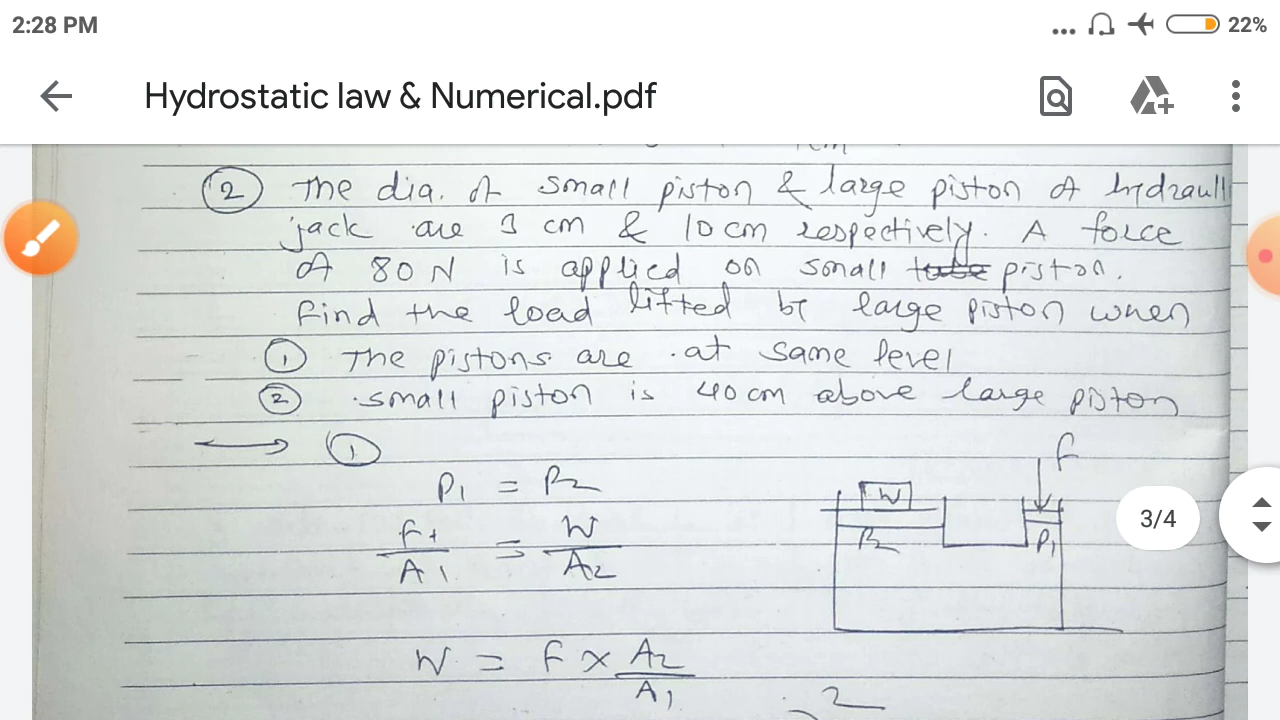 2:28 PM
... 22%
Hydrostatic law & Numerical.pdf
② The dia. of small piston & large piston of hydraull
jack are 3 cm & 10 cm respectively. A force
of 80 N is applied on small piston.
find the load lifted by large piston when
① The pistons are at same level
② small piston is 40 cm above large piston
①
P1 = P2
W
F
P2
P1
3/4
F1/A1 = W/A2
W = F × A2/A1
2